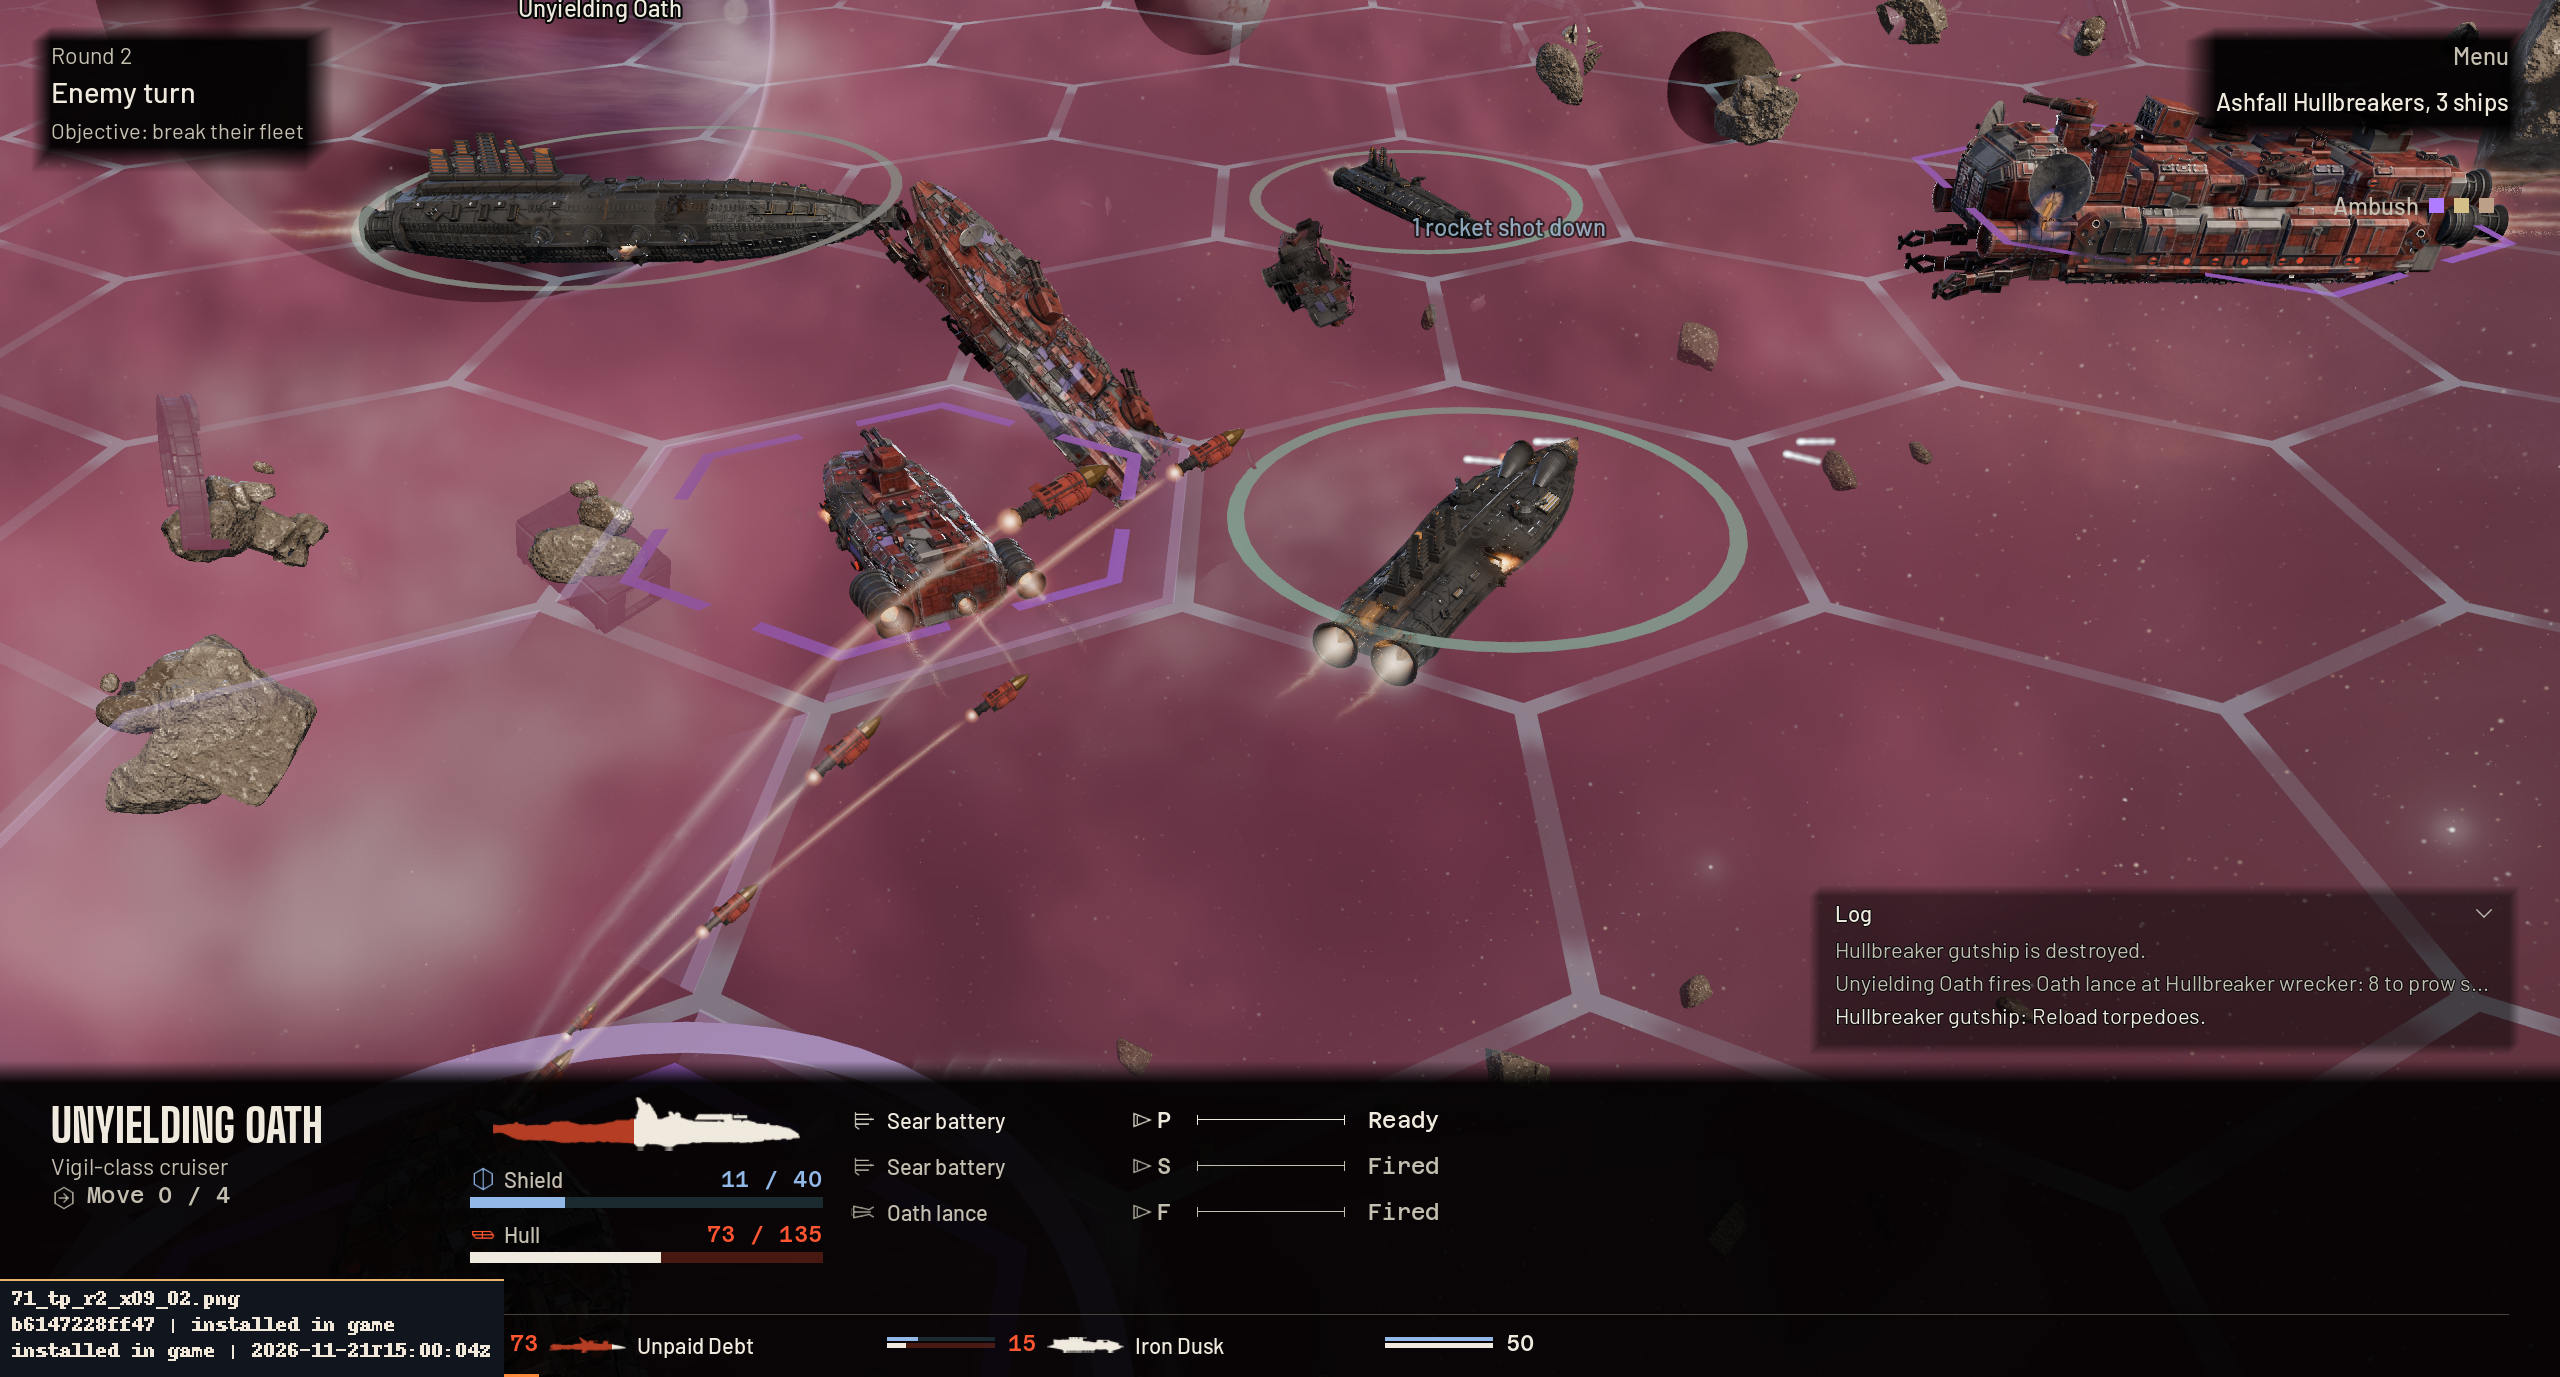 Unyielding Oath
Round 2
Enemy turn
Objective: break their fleet
Menu
Ashfall Hullbreakers, 3 ships
Ambush
1 rocket shot down
Log
Hullbreaker gutship is destroyed.
Unyielding Oath fires Oath lance at Hullbreaker wrecker: 8 to prow s...
Hullbreaker gutship: Reload torpedoes.
UNYIELDING OATH
Vigil-class cruiser
Move 0 / 4
Shield 11 / 40
Hull 73 / 135
Sear battery P Ready
Sear battery S Fired
Oath lance F Fired
71_tp_r2_x09_02.png
b6147228ff47 | installed in game
installed in game | 2026-11-21r15:00:04z
73 Unpaid Debt 15 Iron Dusk 50